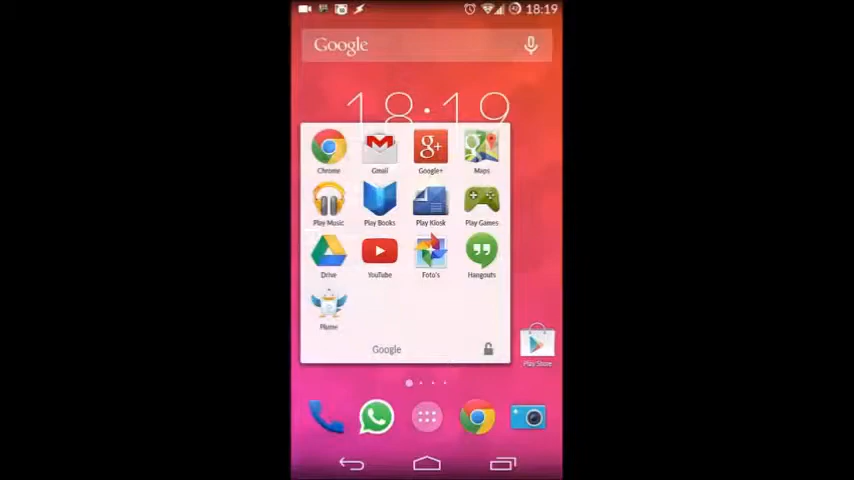 18:19
Google
18:19
Chrome Gmail Google+ Maps
Play Music Play Books Play Kiosk Play Games
Drive YouTube Foto's Hangouts
Plume
Google
Play Store